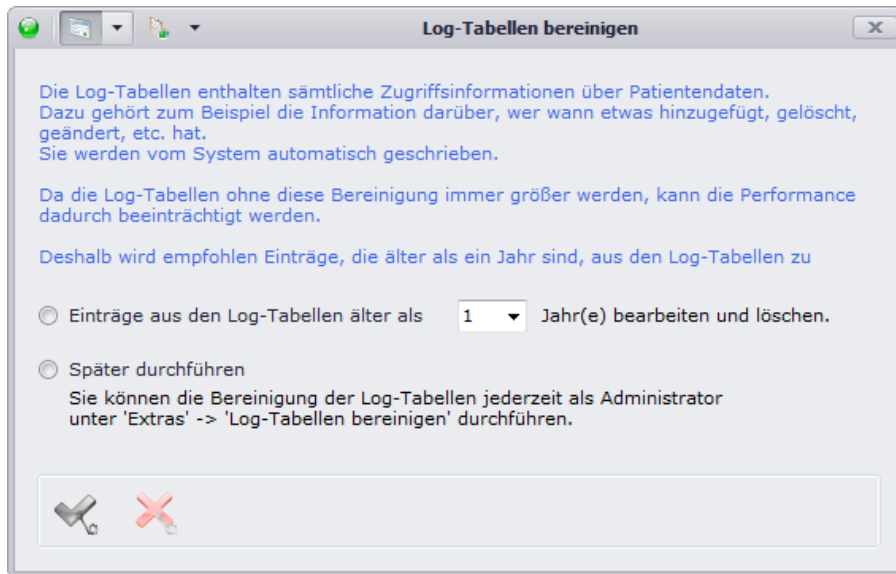 Log-Tabellen bereinigen
Die Log-Tabellen enthalten sämtliche Zugriffsinformationen über Patientendaten.
Dazu gehört zum Beispiel die Information darüber, wer wann etwas hinzugefügt, gelöscht,
geändert, etc. hat.
Sie werden vom System automatisch geschrieben.
Da die Log-Tabellen ohne diese Bereinigung immer größer werden, kann die Performance
dadurch beeinträchtigt werden.
Deshalb wird empfohlen Einträge, die älter als ein Jahr sind, aus den Log-Tabellen zu
Einträge aus den Log-Tabellen älter als 1 Jahr(e) bearbeiten und löschen.
Später durchführen
Sie können die Bereinigung der Log-Tabellen jederzeit als Administrator
unter 'Extras' -> 'Log-Tabellen bereinigen' durchführen.